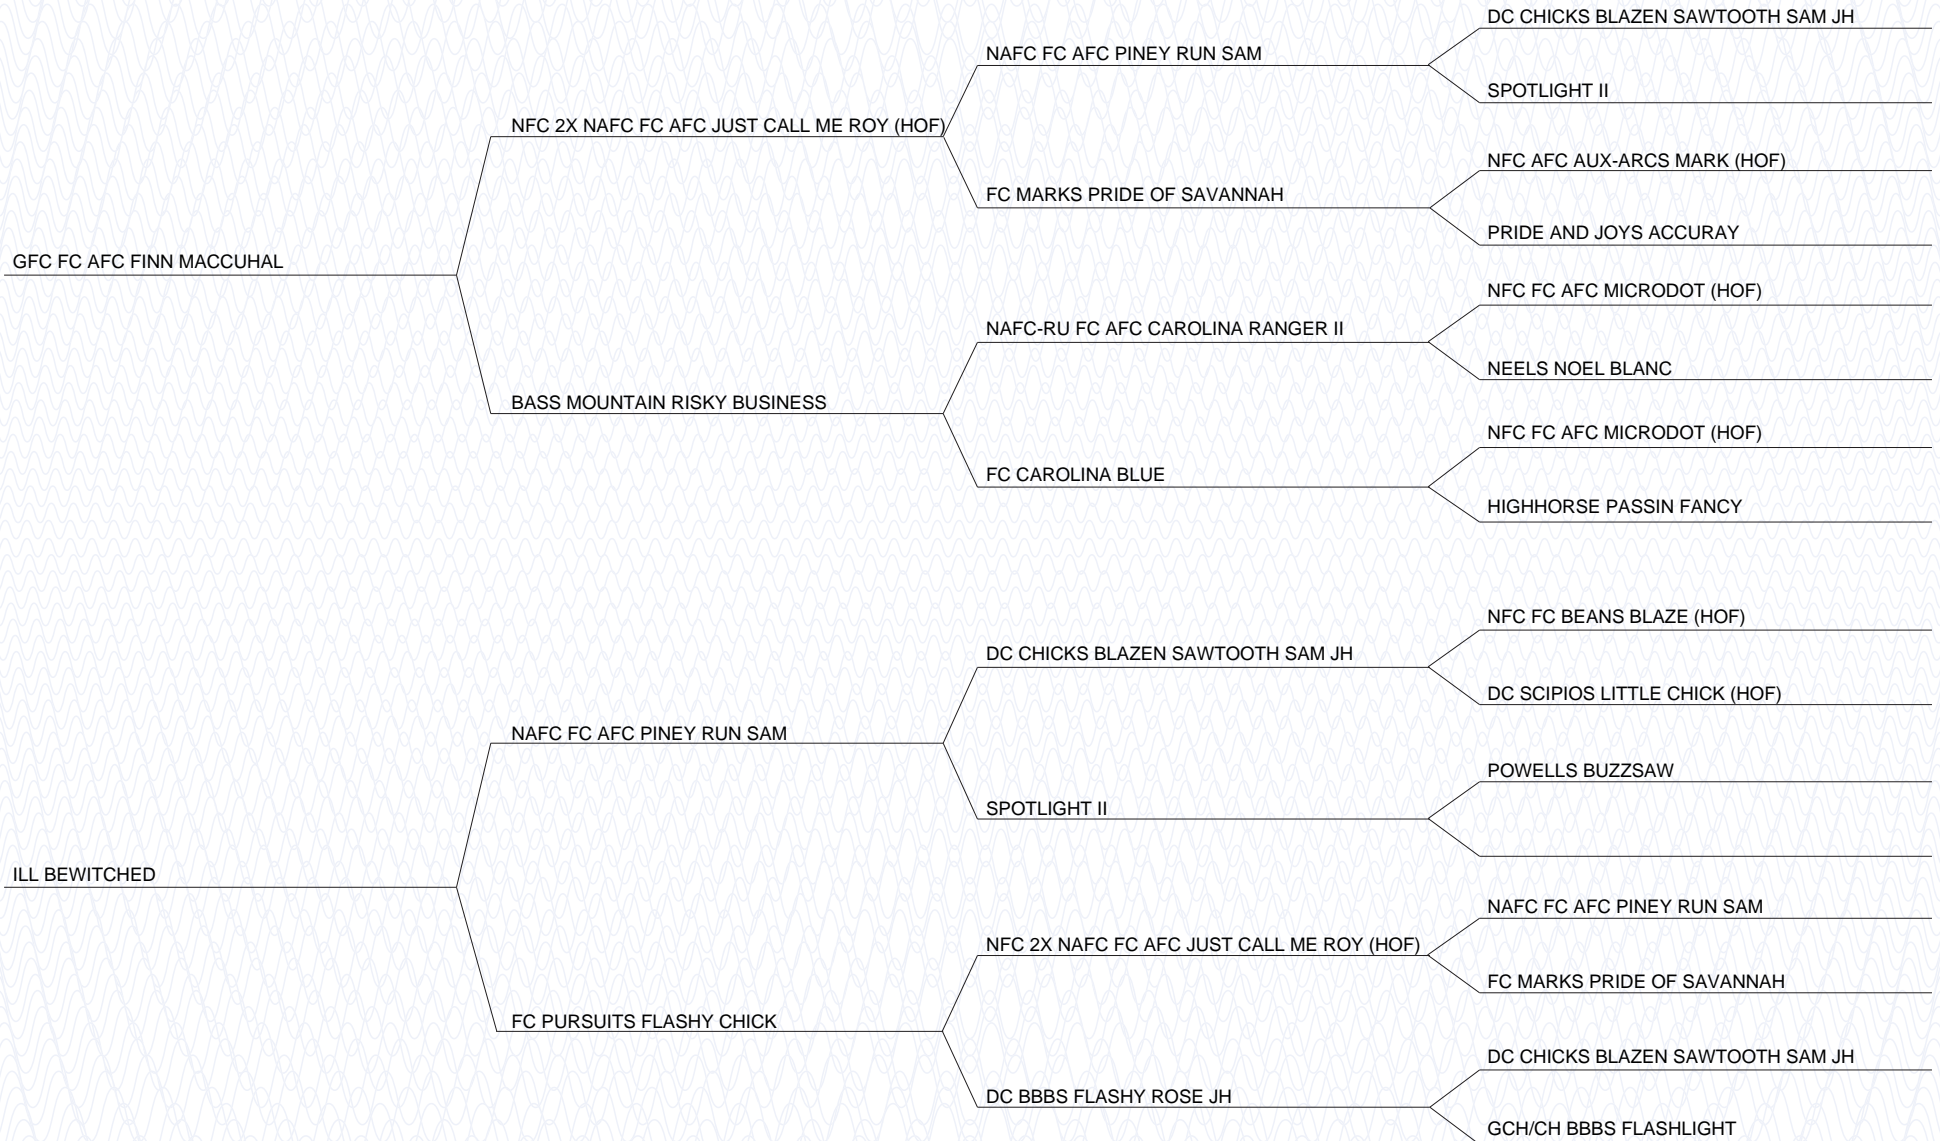 DC CHICKS BLAZEN SAWTOOTH SAM JH
NAFC FC AFC PINEY RUN SAM
SPOTLIGHT II
NFC 2X NAFC FC AFC JUST CALL ME ROY (HOF)
NFC AFC AUX-ARCS MARK (HOF)
FC MARKS PRIDE OF SAVANNAH
PRIDE AND JOYS ACCURAY
GFC FC AFC FINN MACCUHAL
NFC FC AFC MICRODOT (HOF)
NAFC-RU FC AFC CAROLINA RANGER II
NEELS NOEL BLANC
BASS MOUNTAIN RISKY BUSINESS
NFC FC AFC MICRODOT (HOF)
FC CAROLINA BLUE
HIGHHORSE PASSIN FANCY
NFC FC BEANS BLAZE (HOF)
DC CHICKS BLAZEN SAWTOOTH SAM JH
DC SCIPIOS LITTLE CHICK (HOF)
NAFC FC AFC PINEY RUN SAM
POWELLS BUZZSAW
SPOTLIGHT II
ILL BEWITCHED
NAFC FC AFC PINEY RUN SAM
NFC 2X NAFC FC AFC JUST CALL ME ROY (HOF)
FC MARKS PRIDE OF SAVANNAH
FC PURSUITS FLASHY CHICK
DC CHICKS BLAZEN SAWTOOTH SAM JH
DC BBBS FLASHY ROSE JH
GCH/CH BBBS FLASHLIGHT